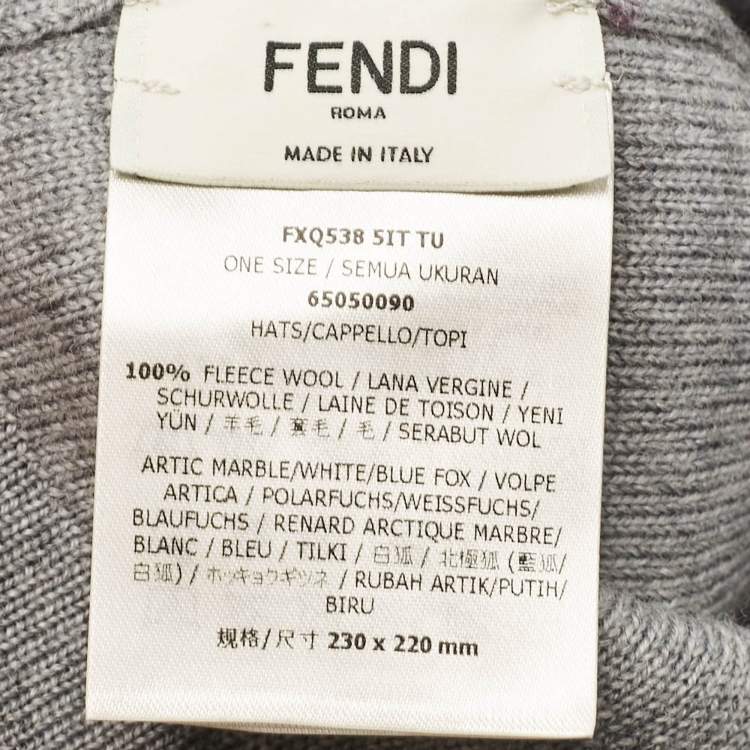 FENDI
ROMA
MADE IN ITALY
FXQ538 5IT TU
ONE SIZE / SEMUA UKURAN
65050090
HATS/CAPPELLO/TOPI
100% FLEECE WOOL / LANA VERGINE /
SCHURWOLLE / LAINE DE TOISON / YENI
YÜN / 羊毛 / 套毛 / 毛 / SERABUT WOL
ARTIC MARBLE/WHITE/BLUE FOX / VOLPE
ARTICA / POLARFUCHS/WEISSFUCHS/
BLAUFUCHS / RENARD ARCTIQUE MARBRE/
BLANC / BLEU / TILKI / 白狐 / 北極狐 (藍狐/
白狐) / ホッキョクギツネ / RUBAH ARTIK/PUTIH/
BIRU
规格/尺寸 230 x 220 mm